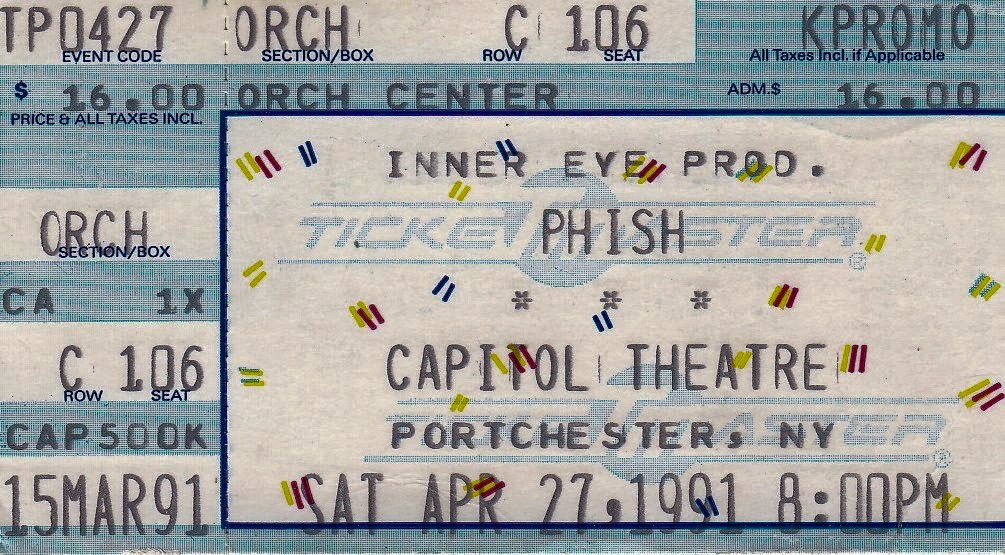 TP0427 ORCH C 106 KPROMO
EVENT CODE SECTION/BOX ROW SEAT All Taxes Incl. if Applicable
$ 16.00 ORCH CENTER ADM.$ 16.00
PRICE & ALL TAXES INCL.
INNER EYE PROD.
TICKETMASTER®
PHISH
ORCH
SECTION/BOX
CA 1X
* * *
C 106
ROW SEAT
CAPITOL THEATRE
TICKETMASTER®
CAP500K
PORTCHESTER, NY
15MAR91
SAT APR 27,1991 8:00PM